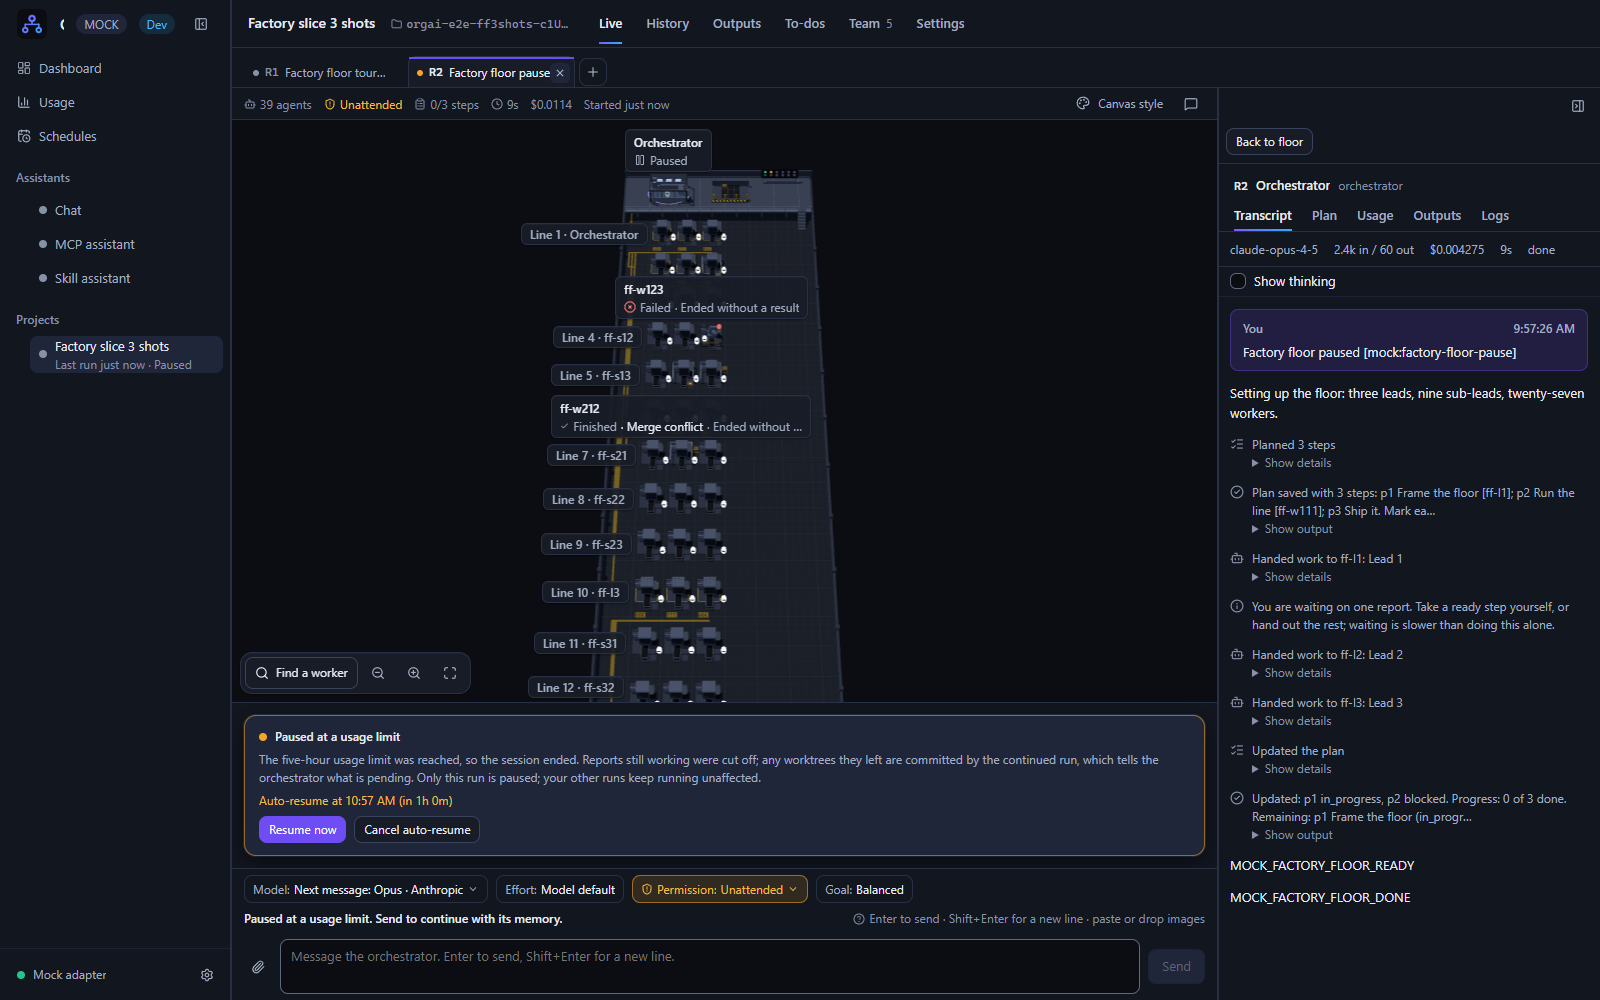 MOCK
Dev
Dashboard
Usage
Schedules
Assistants
Chat
MCP assistant
Skill assistant
Projects
Factory slice 3 shots
Last run just now · Paused
Mock adapter
Factory slice 3 shots
orgai-e2e-ff3shots-c1U...
Live
History
Outputs
To-dos
Team 5
Settings
R1 Factory floor tour...
R2 Factory floor pause
39 agents
Unattended
0/3 steps
9s
$0.0114
Started just now
Canvas style
Orchestrator
Paused
Line 1 · Orchestrator
ff-w123
Failed · Ended without a result
Line 4 · ff-s12
Line 5 · ff-s13
ff-w212
Finished · Merge conflict · Ended without ...
Line 7 · ff-s21
Line 8 · ff-s22
Line 9 · ff-s23
Line 10 · ff-l3
Line 11 · ff-s31
Line 12 · ff-s32
Find a worker
Paused at a usage limit
The five-hour usage limit was reached, so the session ended. Reports still working were cut off; any worktrees they left are committed by the continued run, which tells the
orchestrator what is pending. Only this run is paused; your other runs keep running unaffected.
Auto-resume at 10:57 AM (in 1h 0m)
Resume now
Cancel auto-resume
Model: Next message: Opus · Anthropic
Effort: Model default
Permission: Unattended
Goal: Balanced
Paused at a usage limit. Send to continue with its memory.
Enter to send · Shift+Enter for a new line · paste or drop images
Message the orchestrator. Enter to send, Shift+Enter for a new line.
Send
Back to floor
R2 Orchestrator orchestrator
Transcript
Plan
Usage
Outputs
Logs
claude-opus-4-5
2.4k in / 60 out
$0.004275
9s
done
Show thinking
You
9:57:26 AM
Factory floor paused [mock:factory-floor-pause]
Setting up the floor: three leads, nine sub-leads, twenty-seven
workers.
Planned 3 steps
Show details
Plan saved with 3 steps: p1 Frame the floor [ff-l1]; p2 Run the
line [ff-w111]; p3 Ship it. Mark ea...
Show output
Handed work to ff-l1: Lead 1
Show details
You are waiting on one report. Take a ready step yourself, or
hand out the rest; waiting is slower than doing this alone.
Handed work to ff-l2: Lead 2
Show details
Handed work to ff-l3: Lead 3
Show details
Updated the plan
Show details
Updated: p1 in_progress, p2 blocked. Progress: 0 of 3 done.
Remaining: p1 Frame the floor (in_progr...
Show output
MOCK_FACTORY_FLOOR_READY
MOCK_FACTORY_FLOOR_DONE